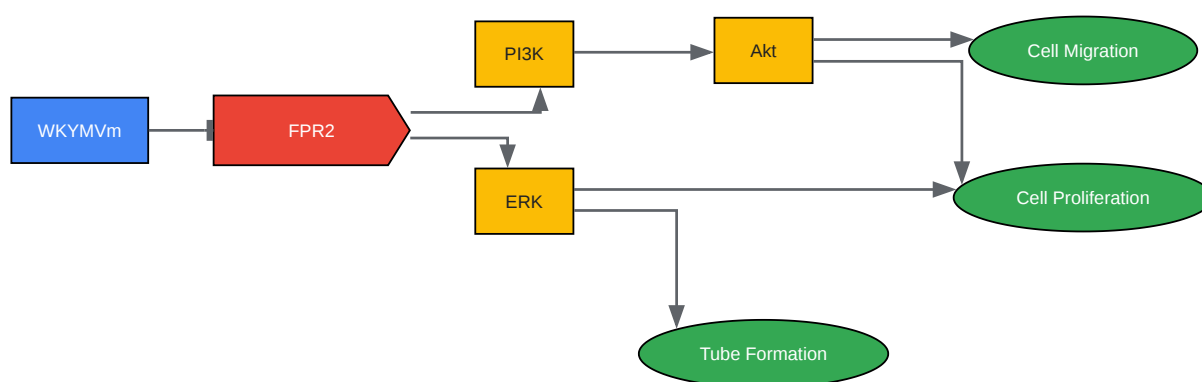 WKYMVm
FPR2
PI3K
Akt
ERK
Cell Migration
Cell Proliferation
Tube Formation